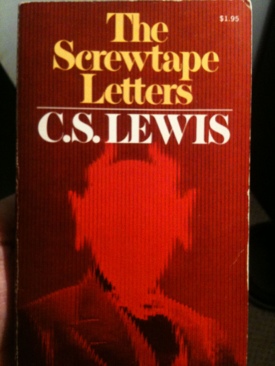 The
$1.95
Screwtape
Letters
C.S. LEWIS